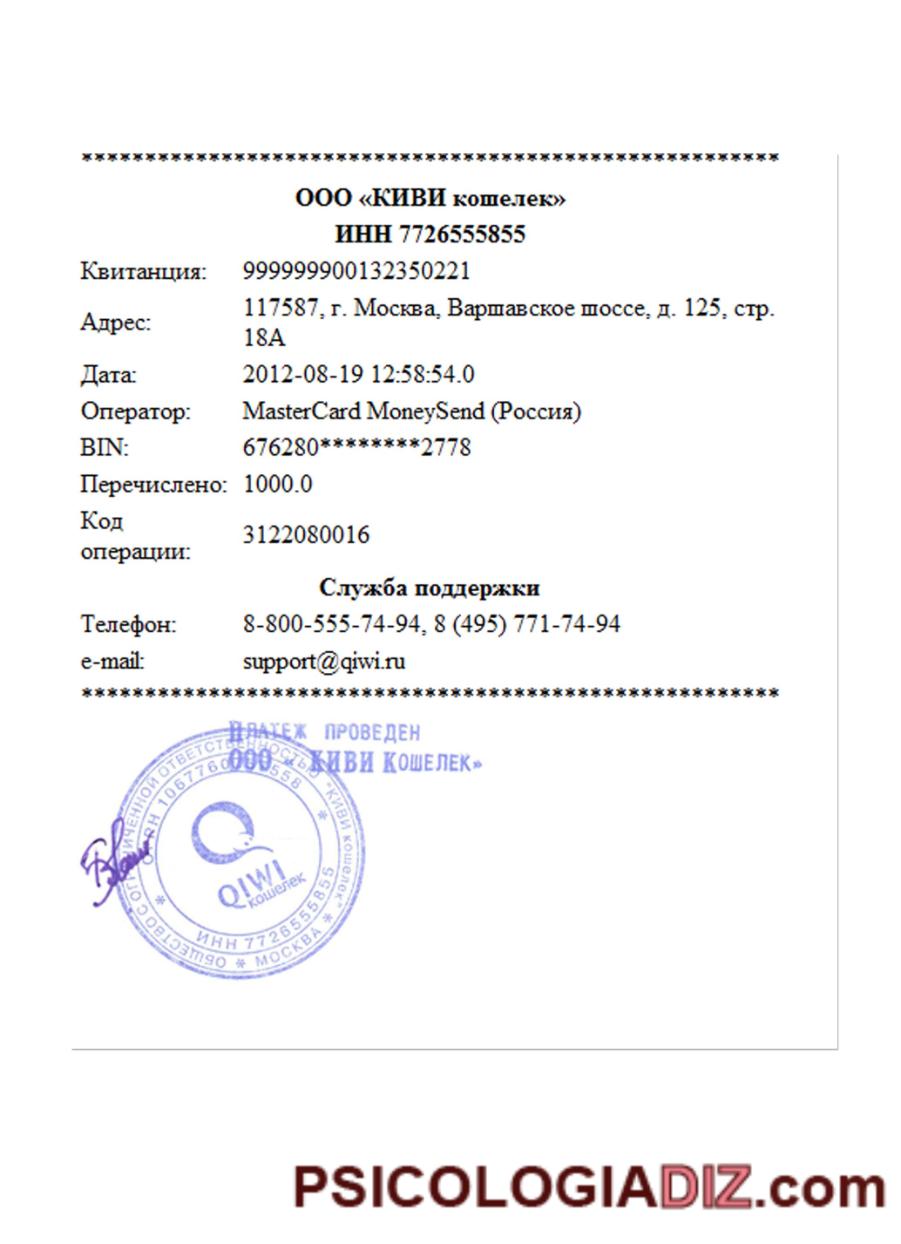 *******************************************************
ООО «КИВИ кошелек»
ИНН 7726555855
Квитанция: 999999900132350221
Адрес: 117587, г. Москва, Варшавское шоссе, д. 125, стр.
18А
Дата: 2012-08-19 12:58:54.0
Оператор: MasterCard MoneySend (Россия)
BIN: 676280********2778
Перечислено: 1000.0
Код
операции: 3122080016
Служба поддержки
Телефон: 8-800-555-74-94, 8 (495) 771-74-94
e-mail: support@qiwi.ru
*******************************************************
ПЛАТЕЖ ПРОВЕДЕН
ООО « КИВИ КОШЕЛЕК»
ОБЩЕСТВО С ОГРАНИЧЕННОЙ ОТВЕТСТВЕННОСТЬЮ "КИВИ кошелек" * МОСКВА *
ОГРН
ИНН 7726555855
QIWI
кошелек
PSICOLOGIADIZ.com